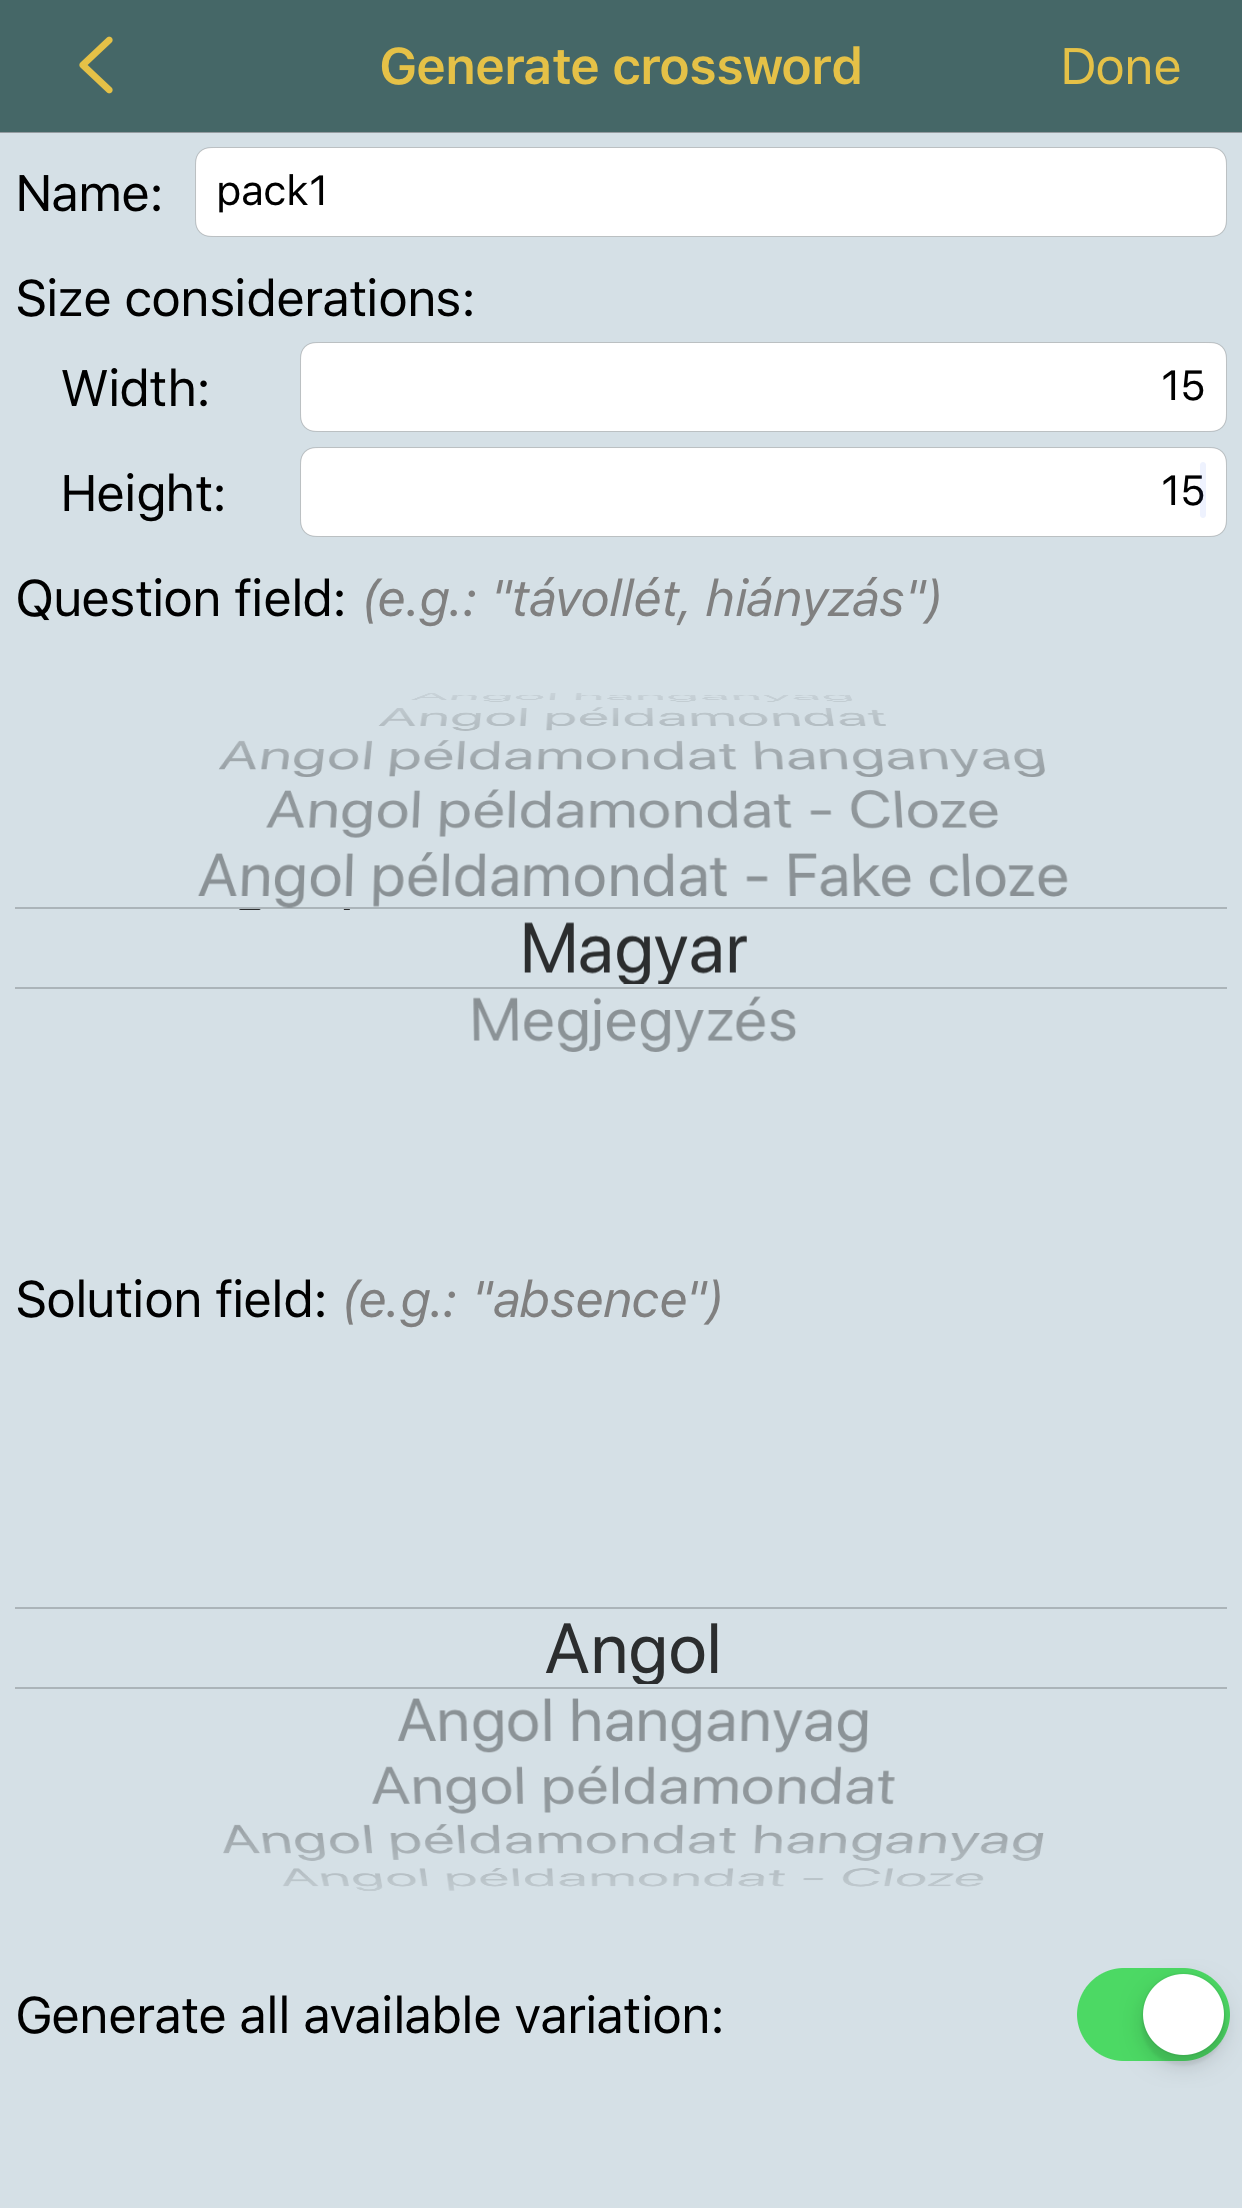 Generate crossword
Done
Name:
pack1
Size considerations:
Width:
15
Height:
15
Question field: (e.g.: "távollét, hiányzás")
Angol hanganyag
Angol példamondat
Angol példamondat hanganyag
Angol példamondat - Cloze
Angol példamondat - Fake cloze
Magyar
Megjegyzés
Solution field: (e.g.: "absence")
Angol
Angol hanganyag
Angol példamondat
Angol példamondat hanganyag
Angol példamondat - Cloze
Generate all available variation: